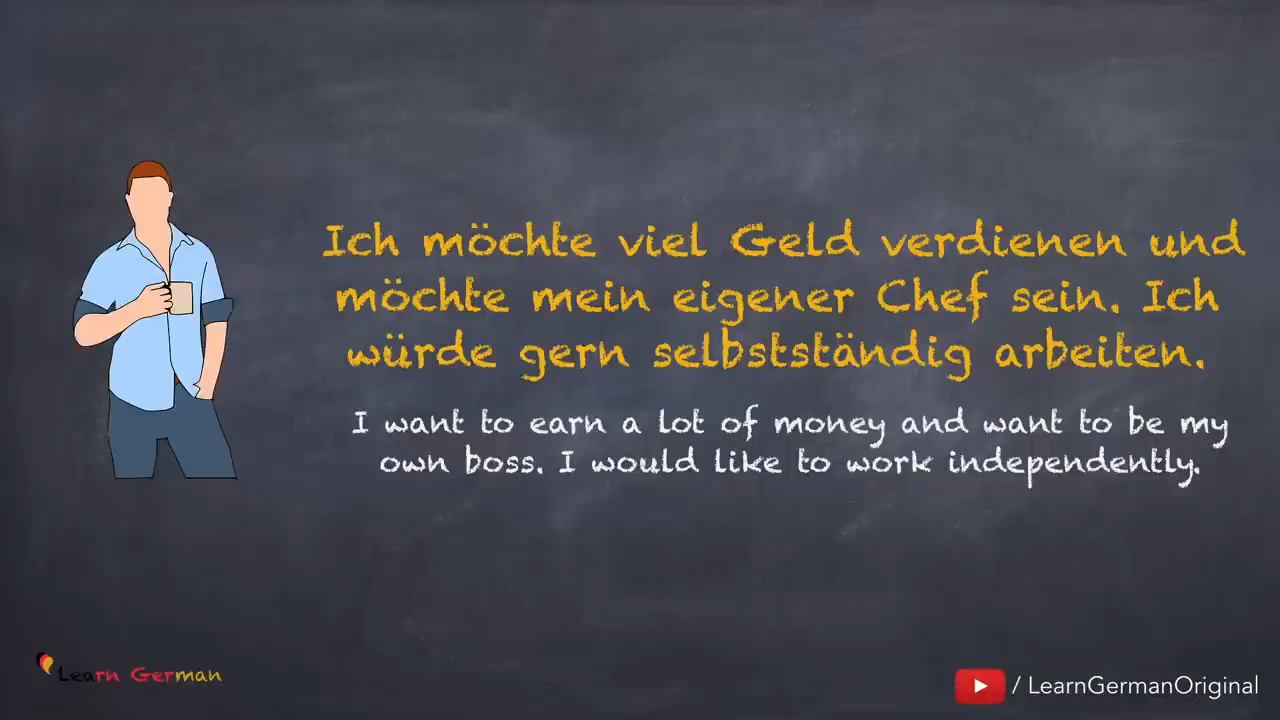 Ich möchte viel Geld verdienen und
möchte mein eigener Chef sein. Ich
würde gern selbstständig arbeiten.
I want to earn a lot of money and want to be my
own boss. I would like to work independently.
Learn German
/ LearnGermanOriginal